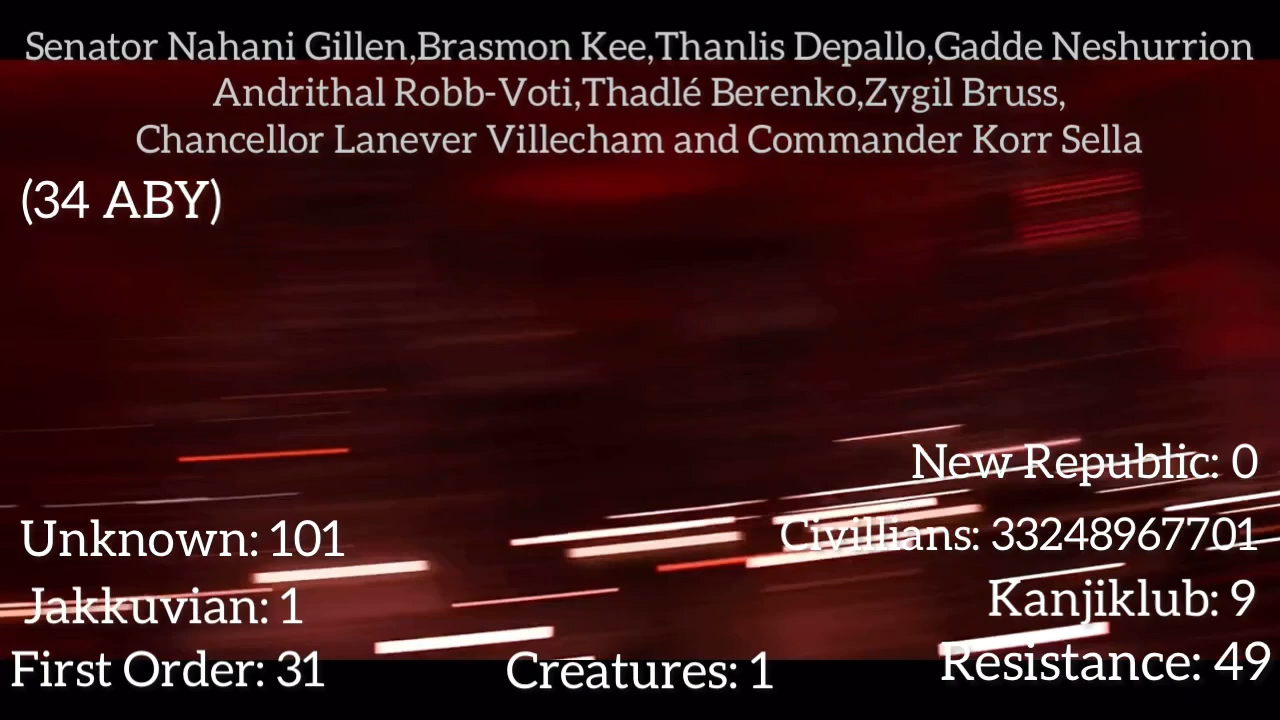 Senator Nahani Gillen,Brasmon Kee,Thanlis Depallo,Gadde Neshurrion
Andrithal Robb-Voti,Thadlé Berenko,Zygil Bruss,
Chancellor Lanever Villecham and Commander Korr Sella
(34 ABY)
New Republic: 0
Unknown: 101
Civillians: 33248967701
Jakkuvian: 1
Kanjiklub: 9
First Order: 31
Creatures: 1
Resistance: 49